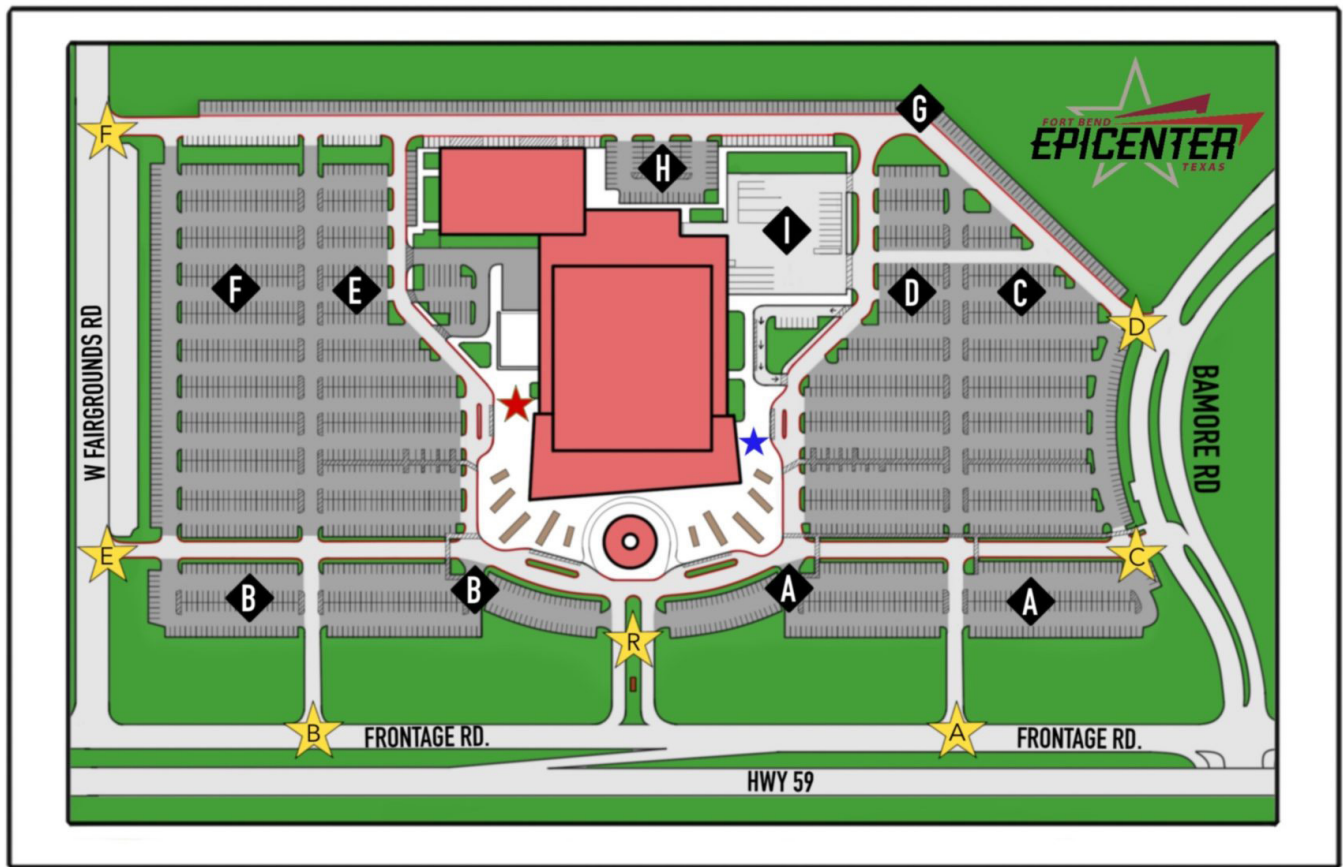 G
FORT BEND
EPICENTER
TEXAS
F
H
I
F
E
D
C
D
W FAIRGROUNDS RD
BAMORE RD
E
C
B
B
A
A
R
B
FRONTAGE RD.
A
FRONTAGE RD.
HWY 59